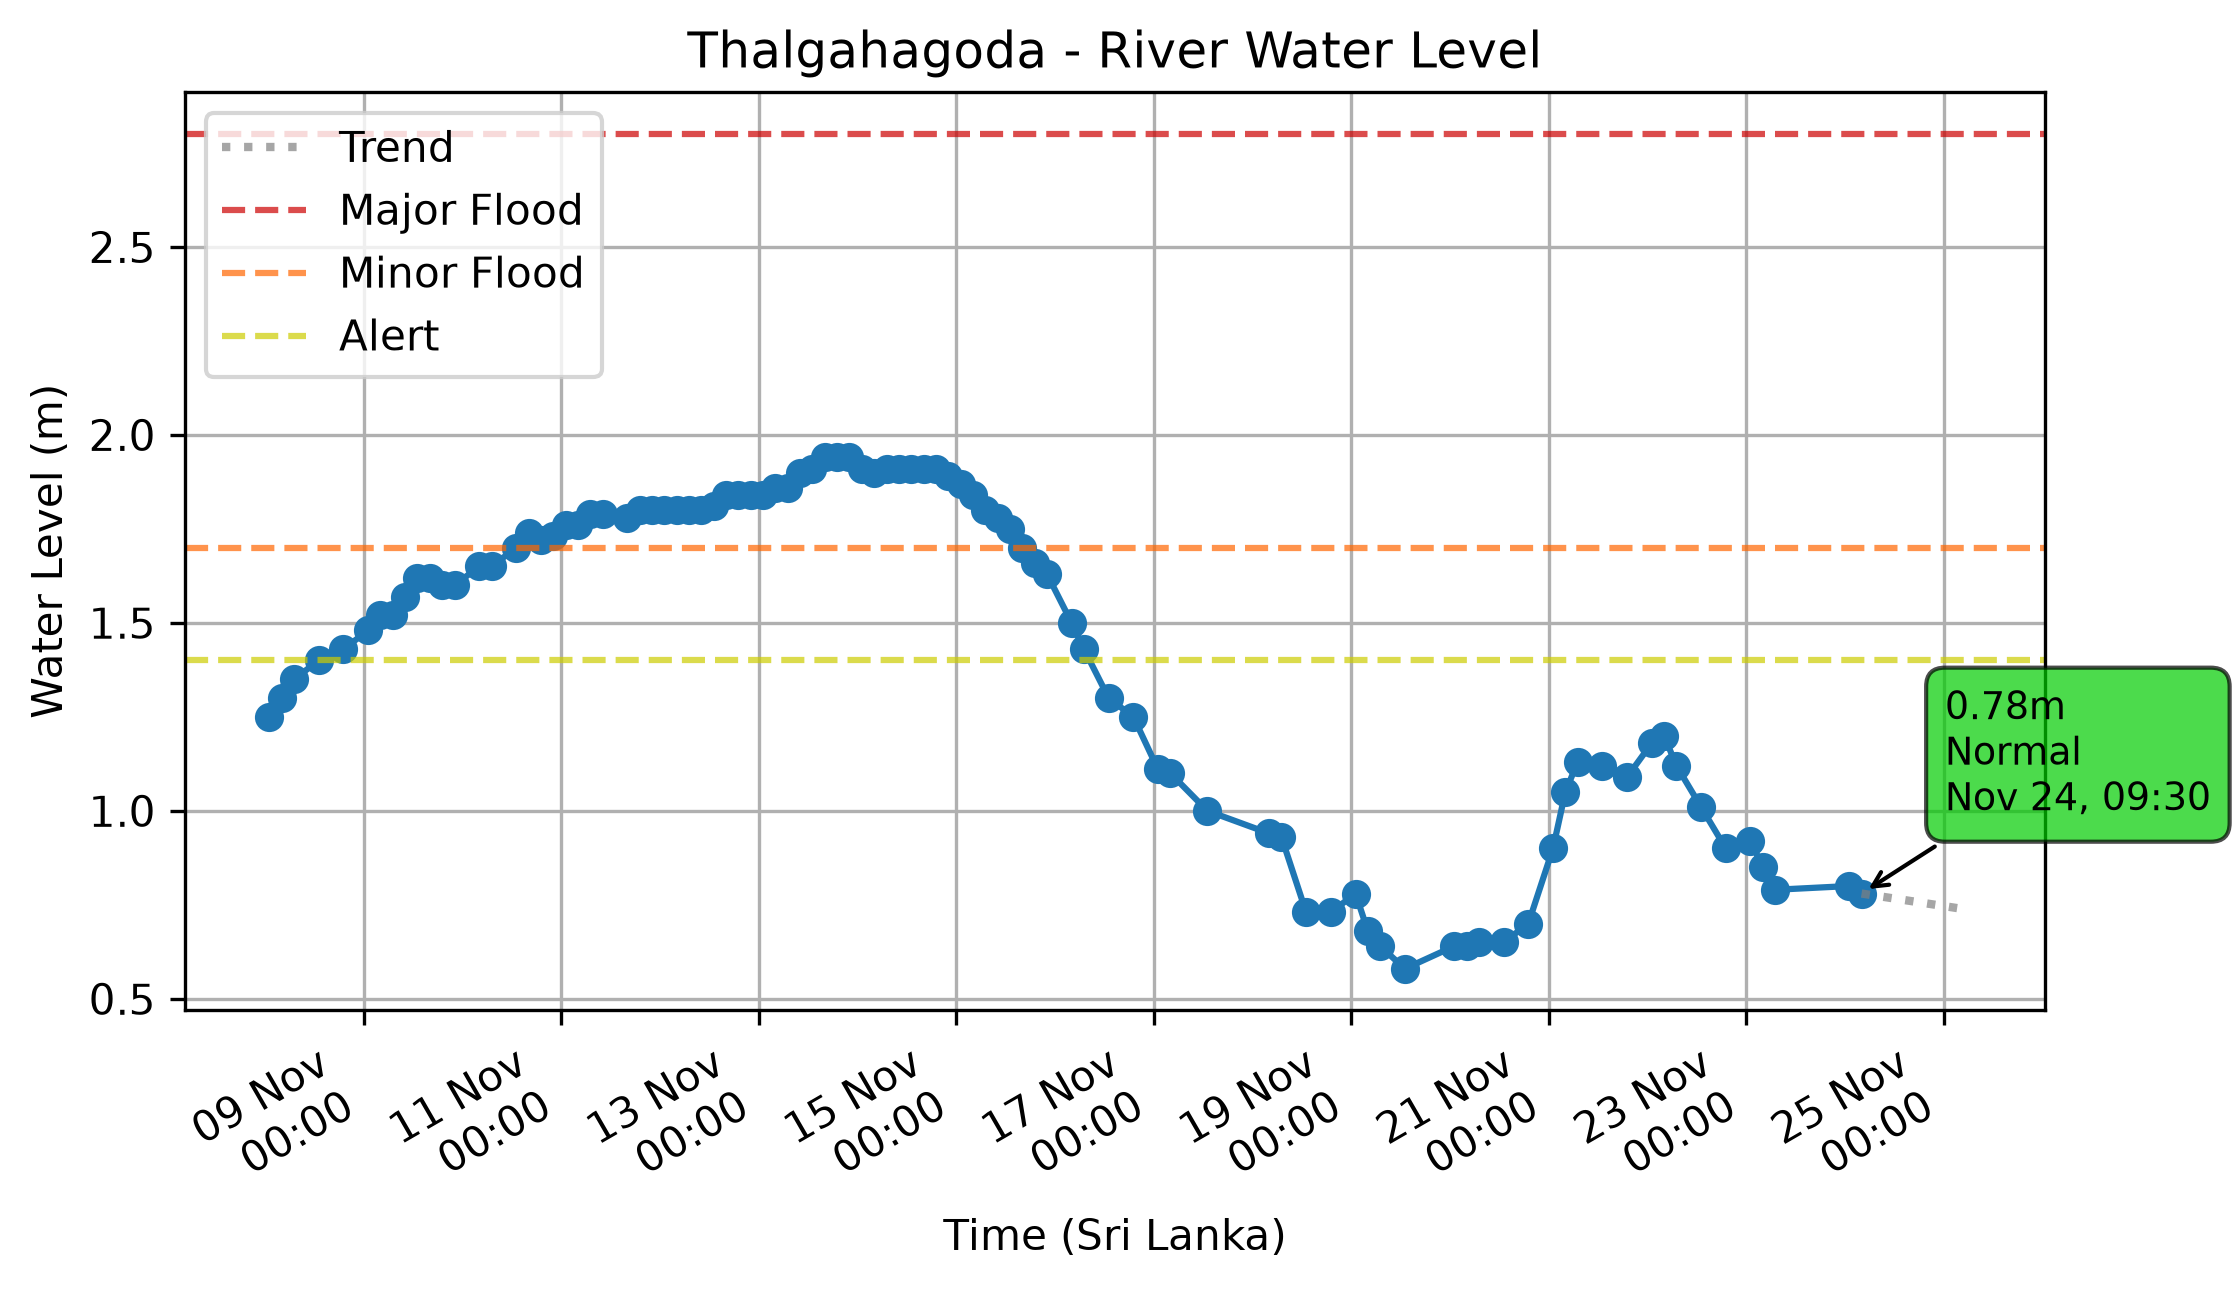 Thalgahagoda - River Water Level
Trend
Major Flood
Minor Flood
Alert
2.5
2.0
1.5
1.0
0.5
Water Level (m)
0.78m
Normal
Nov 24, 09:30
09 Nov
00:00
11 Nov
00:00
13 Nov
00:00
15 Nov
00:00
17 Nov
00:00
19 Nov
00:00
21 Nov
00:00
23 Nov
00:00
25 Nov
00:00
Time (Sri Lanka)